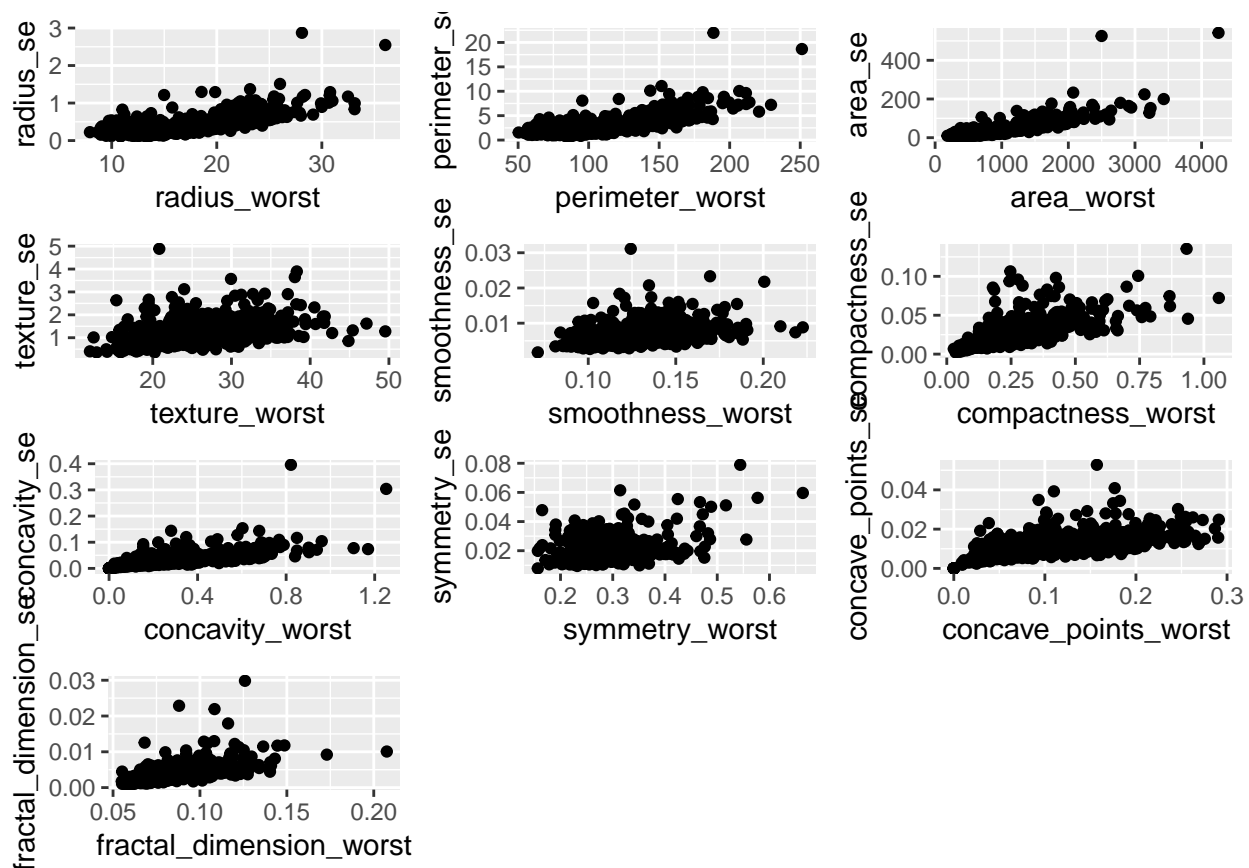 radius_se
3
2
1
0
10 20 30
radius_worst
perimeter_se
20
15
10
5
0
50 100 150 200 250
perimeter_worst
area_se
400
200
0
0 1000 2000 3000 4000
area_worst
texture_se
5
4
3
2
1
20 30 40 50
texture_worst
smoothness_se
0.03
0.02
0.01
0.10 0.15 0.20
smoothness_worst
compactness_se
0.10
0.05
0.00
0.00 0.25 0.50 0.75 1.00
compactness_worst
concavity_se
0.4
0.3
0.2
0.1
0.0
0.0 0.4 0.8 1.2
concavity_worst
symmetry_se
0.08
0.06
0.04
0.02
0.2 0.3 0.4 0.5 0.6
symmetry_worst
concave_points_se
0.04
0.02
0.00
0.0 0.1 0.2 0.3
concave_points_worst
fractal_dimension_se
0.03
0.02
0.01
0.00
0.05 0.10 0.15 0.20
fractal_dimension_worst